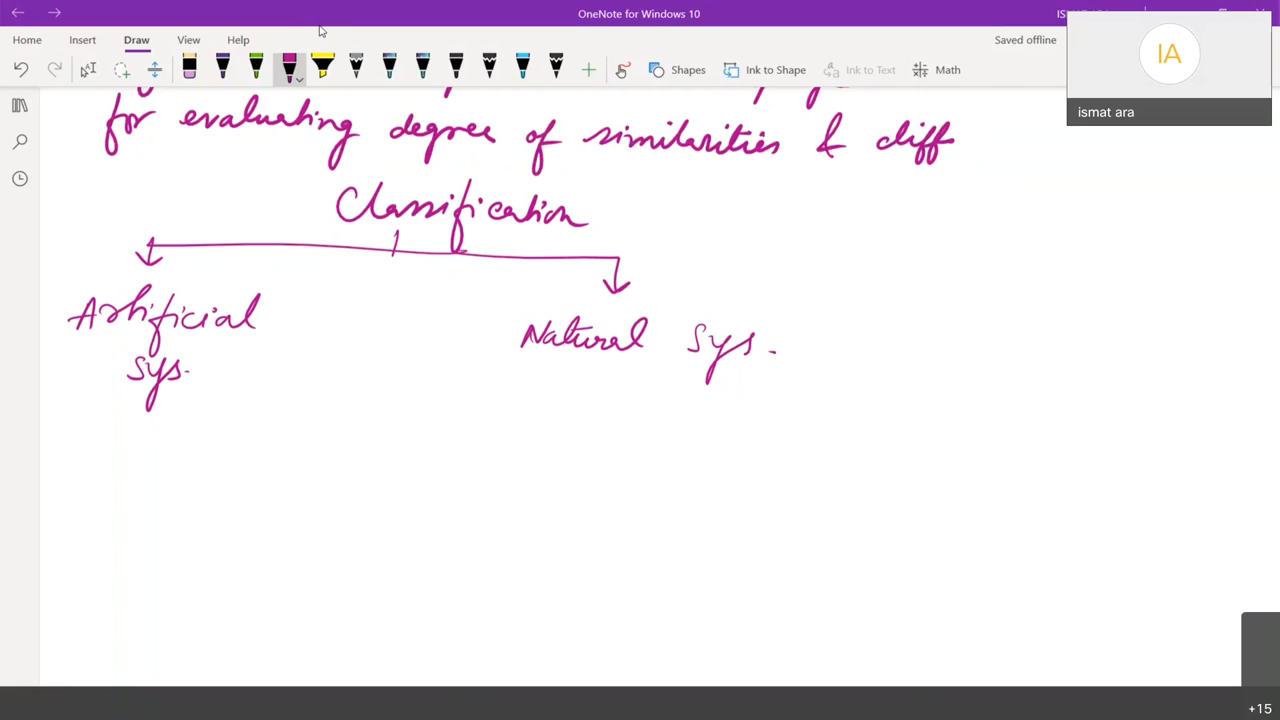 OneNote for Windows 10
Home Insert Draw View Help
Saved offline
IA
Shapes Ink to Shape Ink to Text Math
ismat ara
for evaluating degree of similarities & diff
Classification
Artificial
Sys.
Natural Sys.
+15